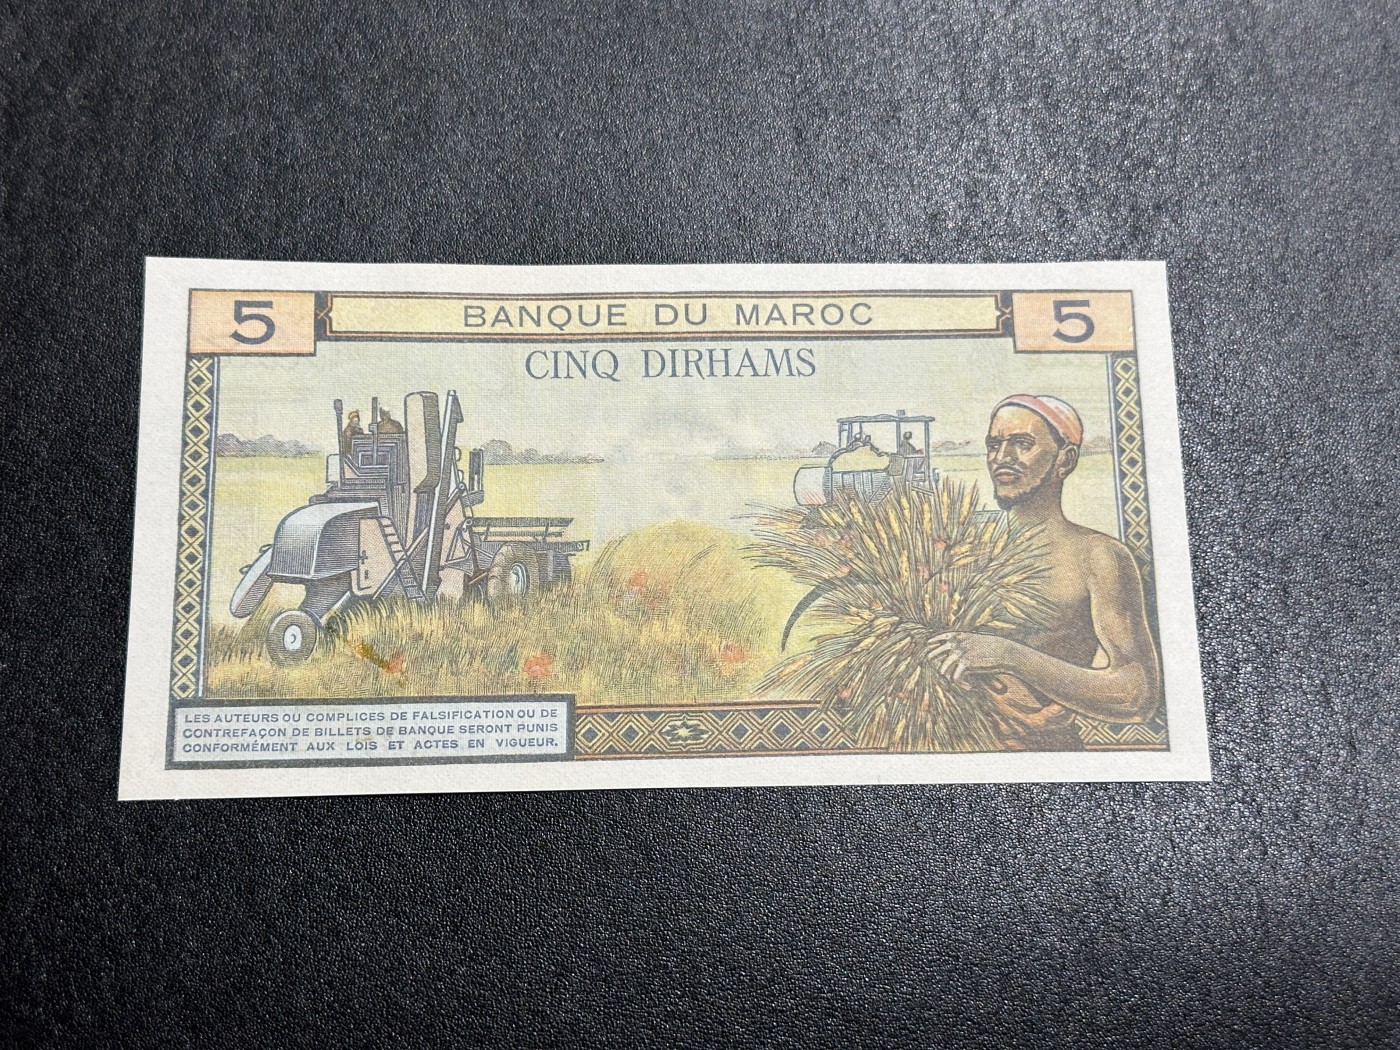 5 BANQUE DU MAROC 5
CINQ DIRHAMS
LES AUTEURS OU COMPLICES DE FALSIFICATION OU DE
CONTREFAÇON DE BILLETS DE BANQUE SERONT PUNIS
CONFORMÉMENT AUX LOIS ET ACTES EN VIGUEUR.